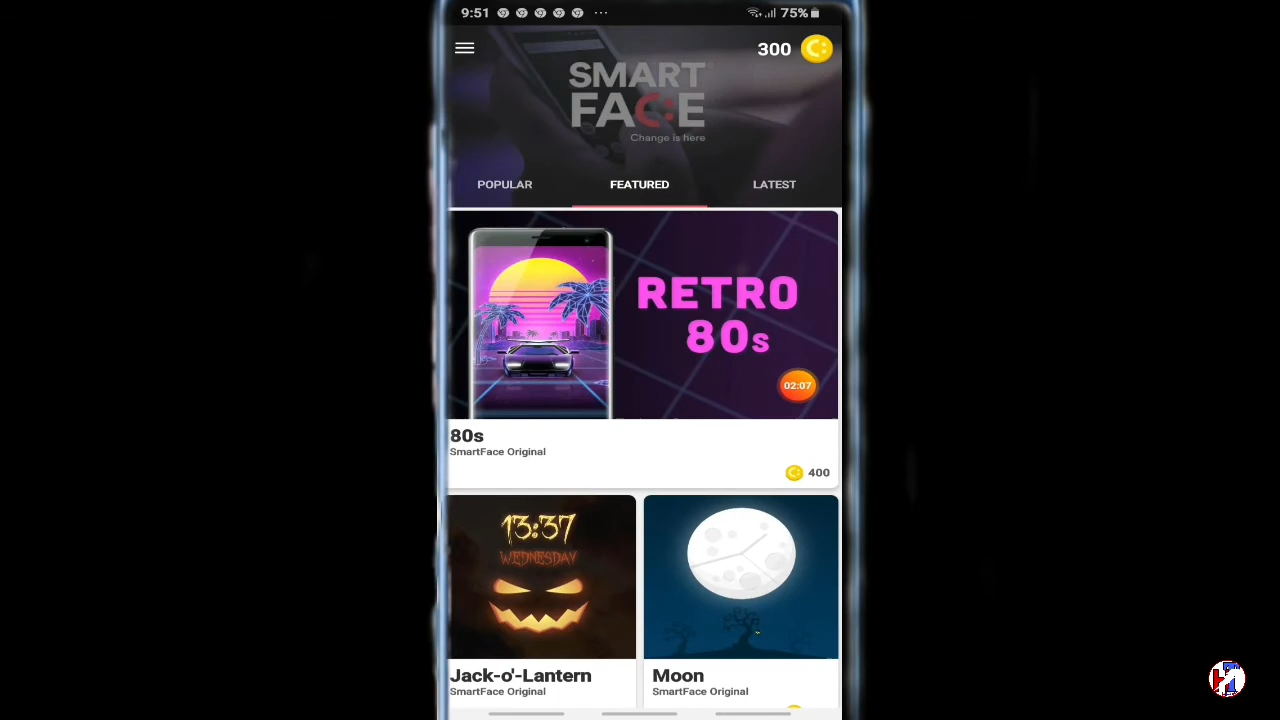 9:51
75%
300
SMART
FACE
Change is here
POPULAR
FEATURED
LATEST
RETRO
80s
02:07
80s
SmartFace Original
400
13:37
WEDNESDAY
Jack-o'-Lantern
SmartFace Original
Moon
SmartFace Original